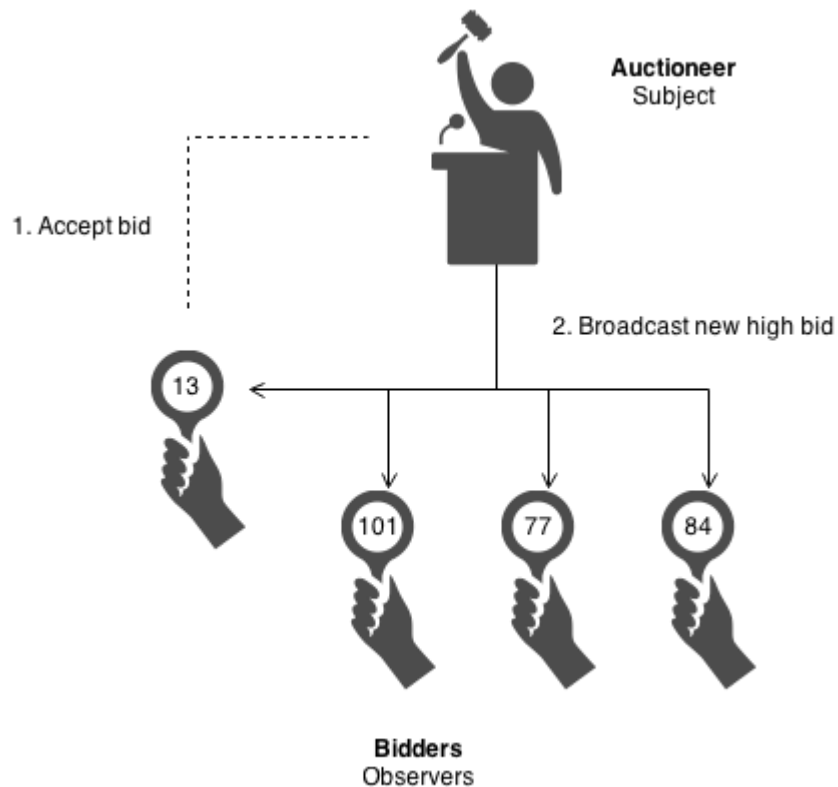 Auctioneer
Subject
1. Accept bid
2. Broadcast new high bid
13
101
77
84
Bidders
Observers